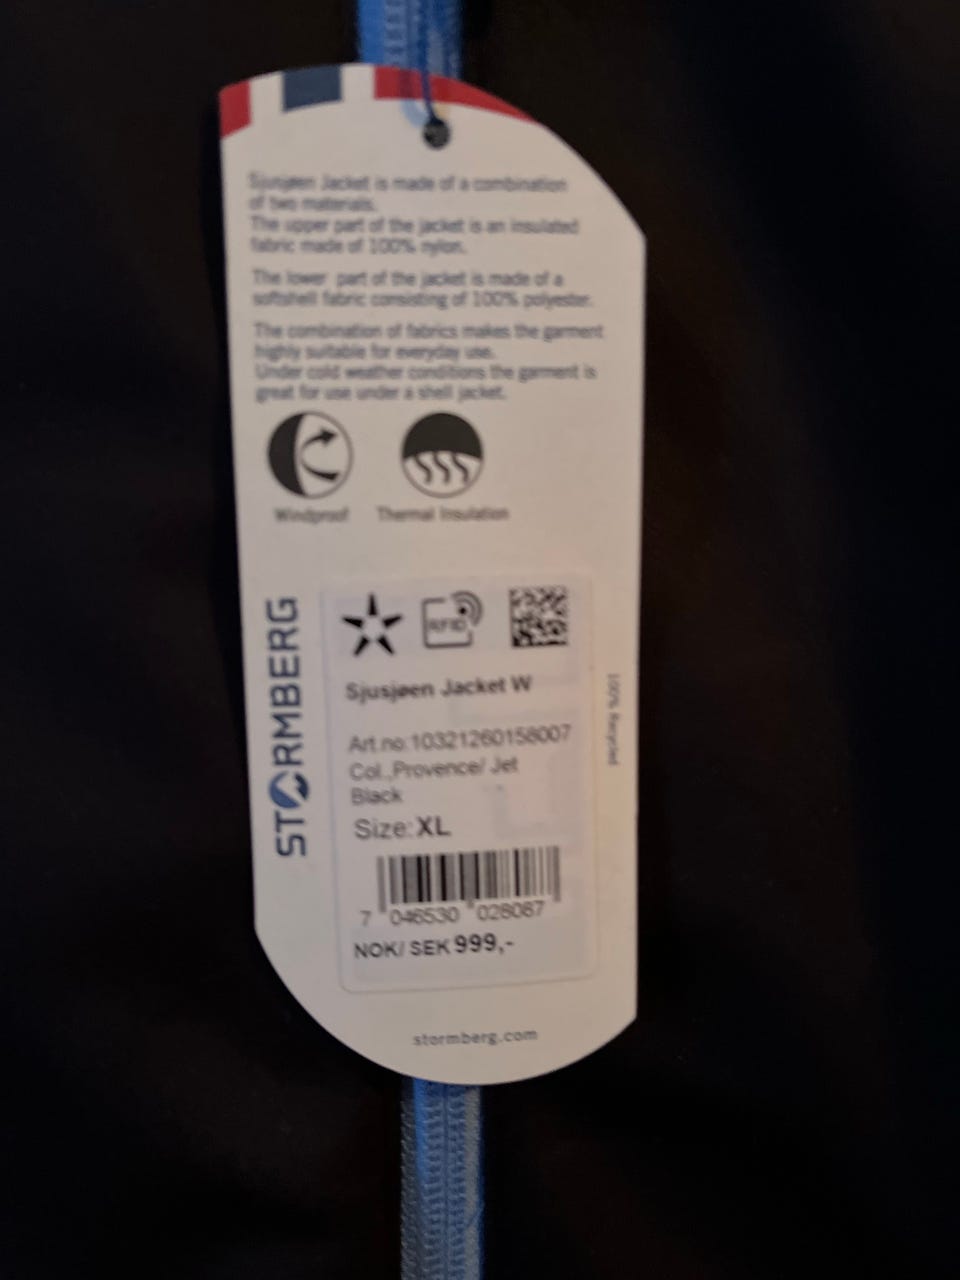 Sjusjøen Jacket is made of a combination
of two materials.
The upper part of the jacket is an insulated
fabric made of 100% nylon.
The lower part of the jacket is made of a
softshell fabric consisting of 100% polyester.
The combination of fabrics makes the garment
highly suitable for everyday use.
Under cold weather conditions the garment is
great for use under a shell jacket.
Windproof
Thermal Insulation
STORMBERG
RFID
Sjusjøen Jacket W
Art.no:10321260158007
Col.,Provence/ Jet
Black
Size:XL
7 046530 028087
NOK/ SEK 999,-
100% Recycled
stormberg.com